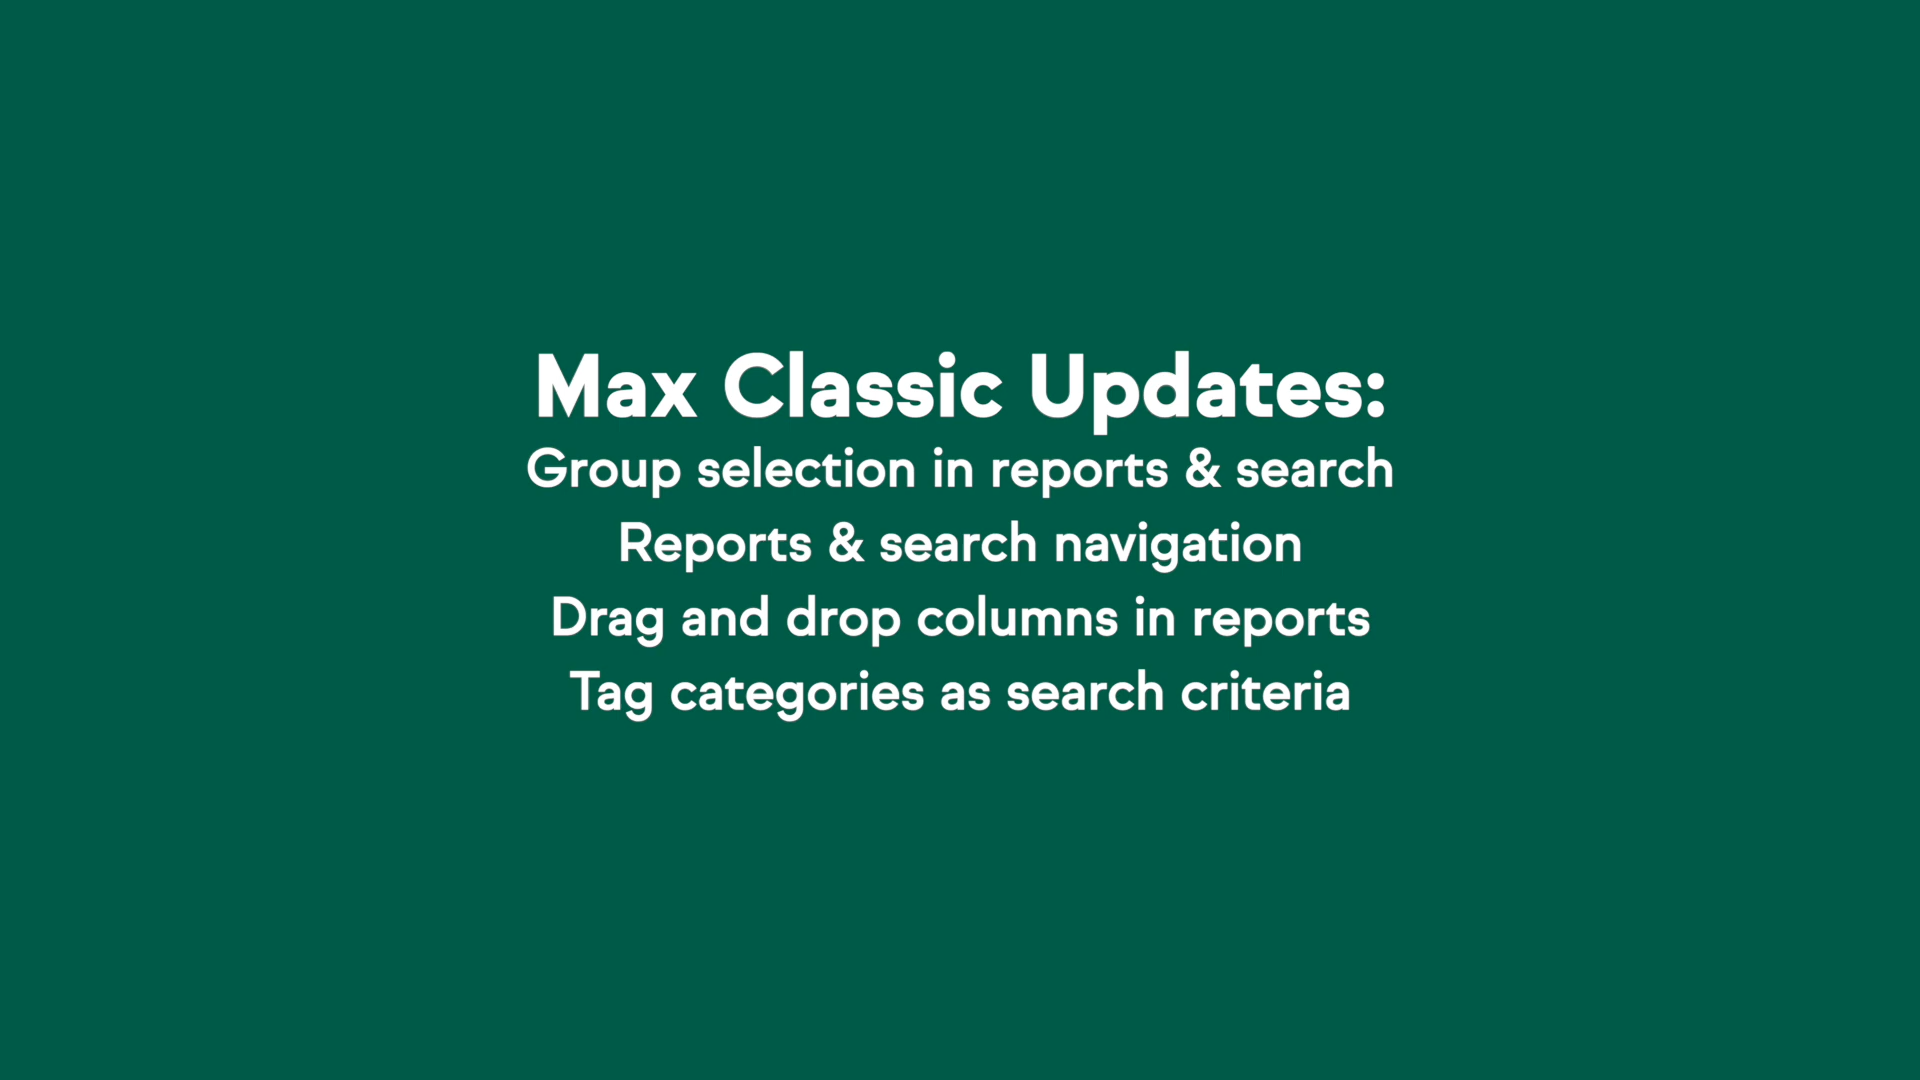 Max Classic Updates:
Group selection in reports & search
Reports & search navigation
Drag and drop columns in reports
Tag categories as search criteria